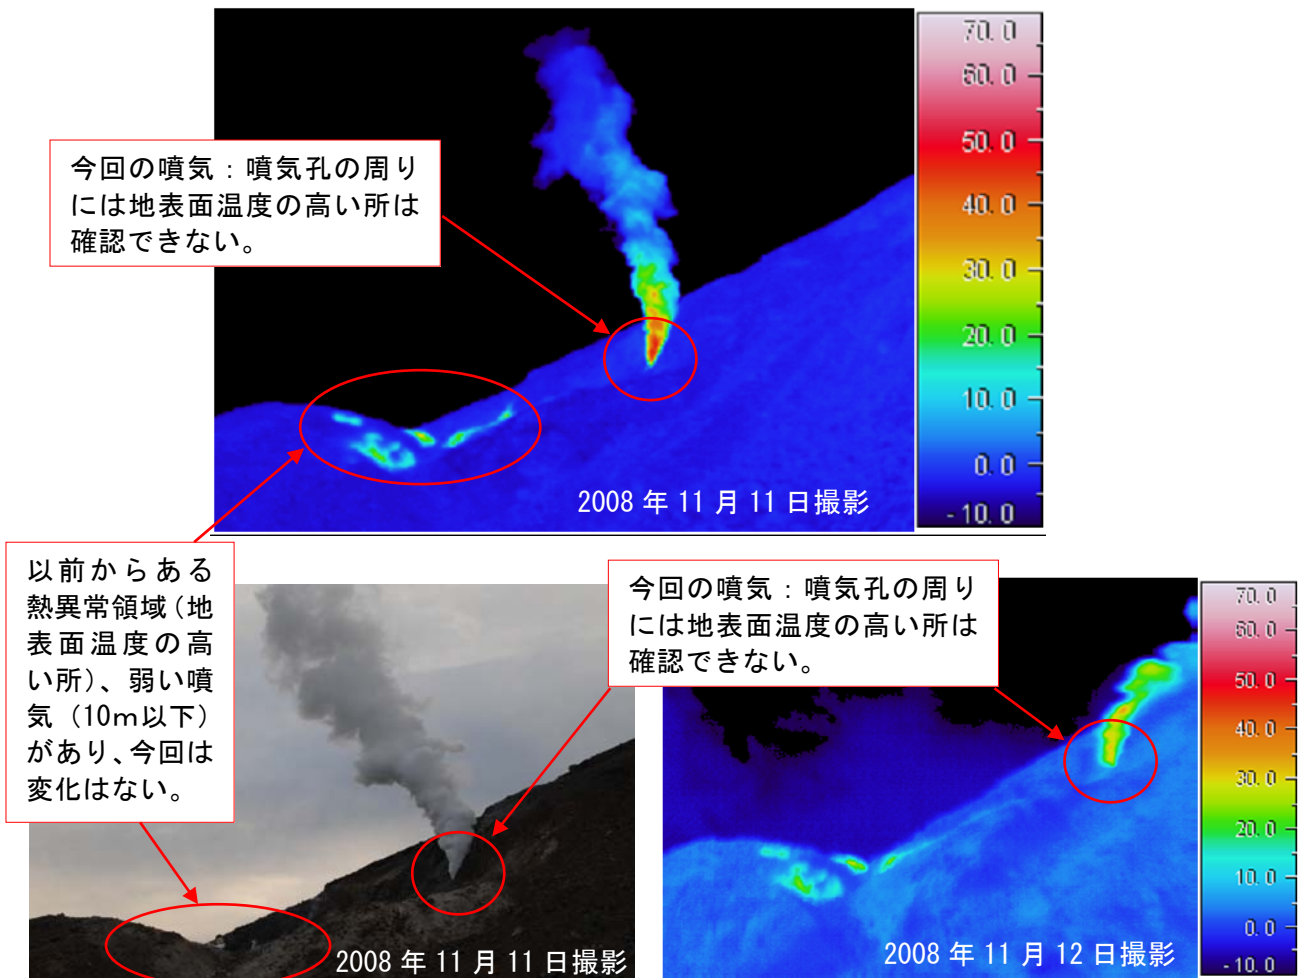 70.0
60.0
50.0
40.0
30.0
20.0
10.0
0.0
-10.0
今回の噴気：噴気孔の周り
には地表面温度の高い所は
確認できない。
2008年11月11日撮影
以前からある
熱異常領域（地
表面温度の高
い所）、弱い噴
気（10m以下）
があり、今回は
変化はない。
今回の噴気：噴気孔の周り
には地表面温度の高い所は
確認できない。
70.0
60.0
50.0
40.0
30.0
20.0
10.0
0.0
-10.0
2008年11月11日撮影
2008年11月12日撮影